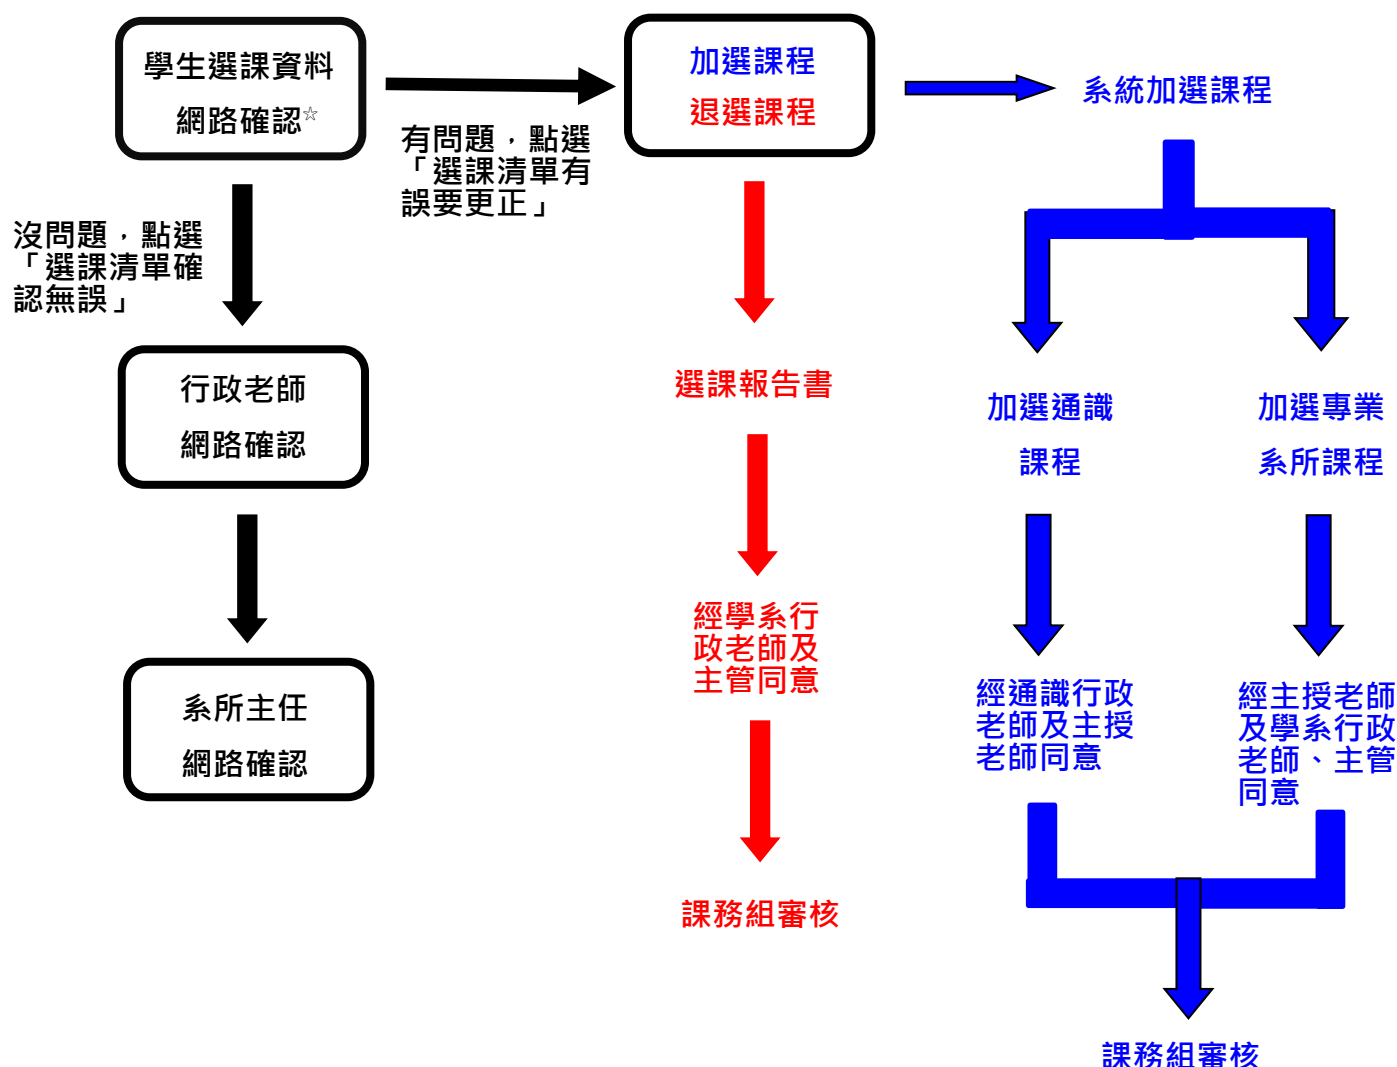 學生選課資料
網路確認☆
有問題，點選
「選課清單有
誤要更正」
沒問題，點選
「選課清單確
認無誤」
行政老師
網路確認
系所主任
網路確認
加選課程
退選課程
選課報告書
經學系行
政老師及
主管同意
課務組審核
系統加選課程
加選通識
課程
經通識行政
老師及主授
老師同意
加選專業
系所課程
經主授老師
及學系行政
老師、主管
同意
課務組審核